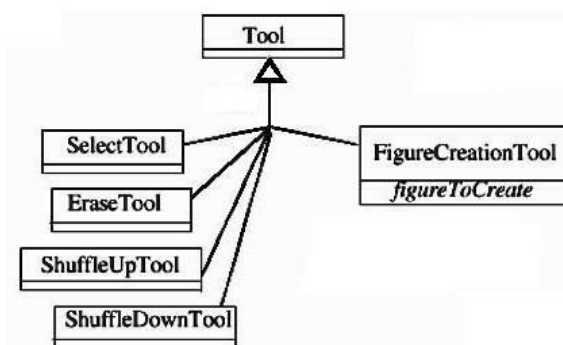 Tool
SelectTool
FigureCreationTool
figureToCreate
EraseTool
ShuffleUpTool
ShuffleDownTool